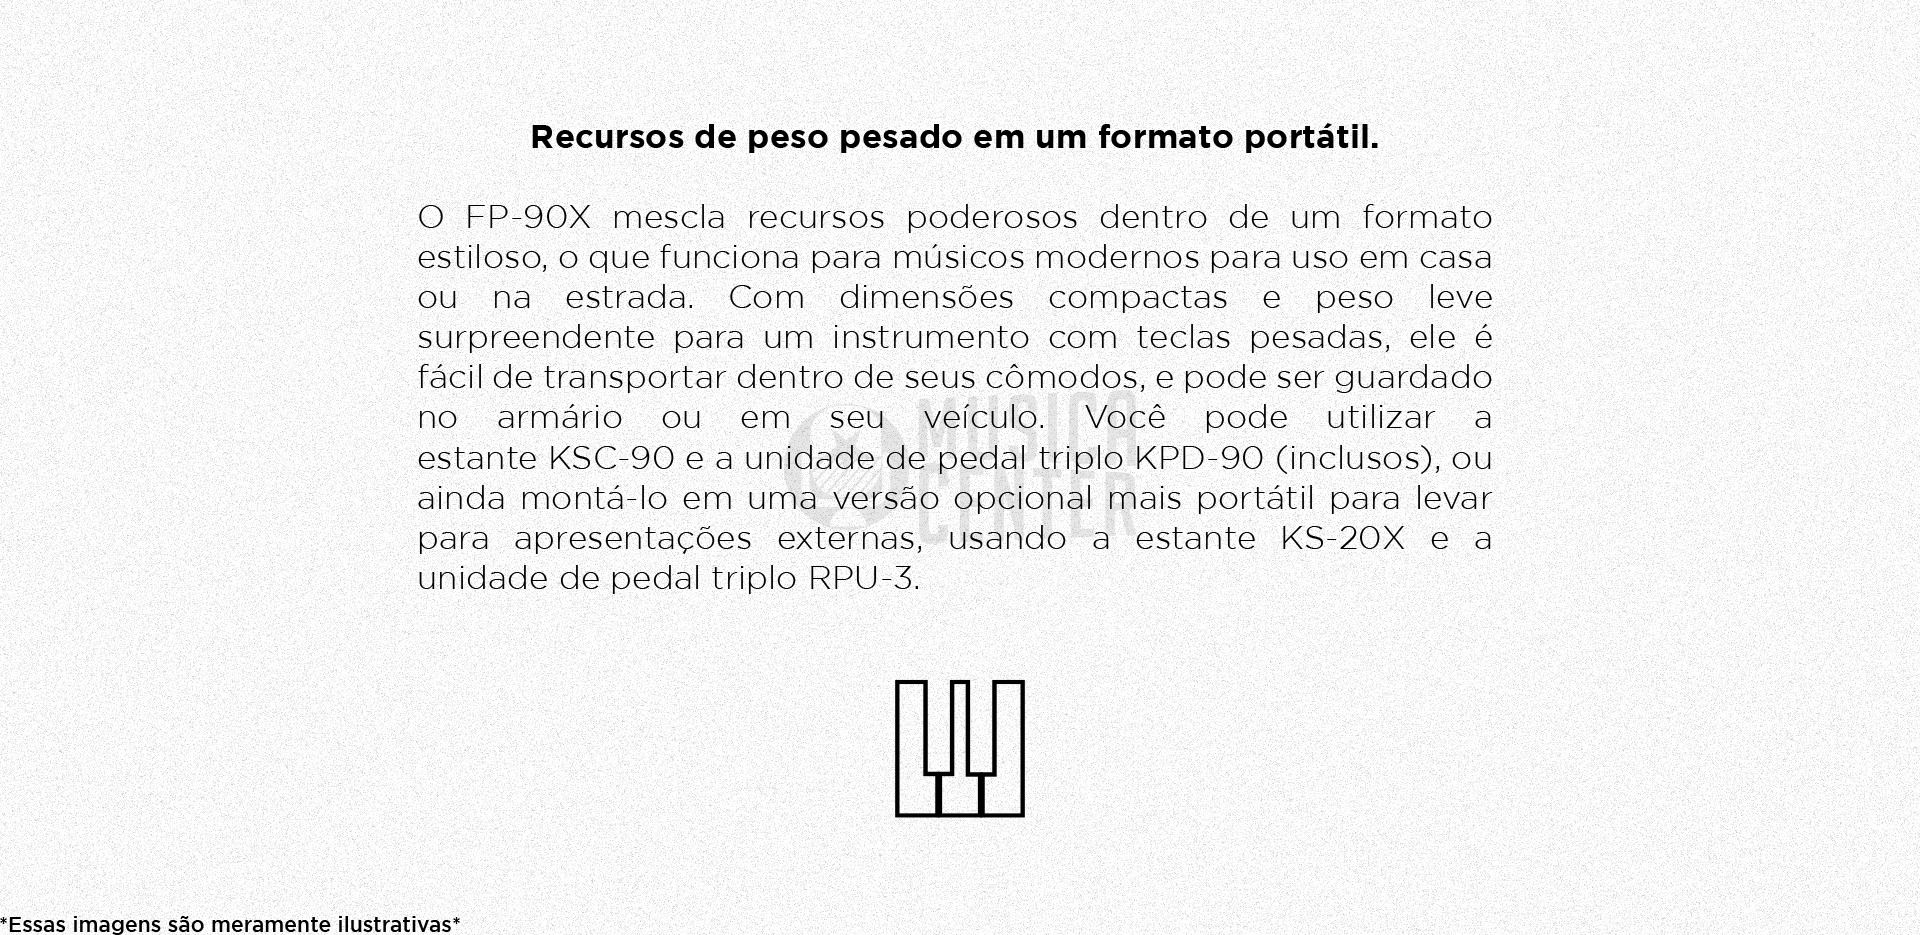 Recursos de peso pesado em um formato portátil.
O FP-90X mescla recursos poderosos dentro de um formato
estiloso, o que funciona para músicos modernos para uso em casa
ou na estrada. Com dimensões compactas e peso leve
surpreendente para um instrumento com teclas pesadas, ele é
fácil de transportar dentro de seus cômodos, e pode ser guardado
no armário ou em seu veículo. Você pode utilizar a
estante KSC-90 e a unidade de pedal triplo KPD-90 (inclusos), ou
ainda montá-lo em uma versão opcional mais portátil para levar
para apresentações externas, usando a estante KS-20X e a
unidade de pedal triplo RPU-3.
MUSICA
CENTER
*Essas imagens são meramente ilustrativas*